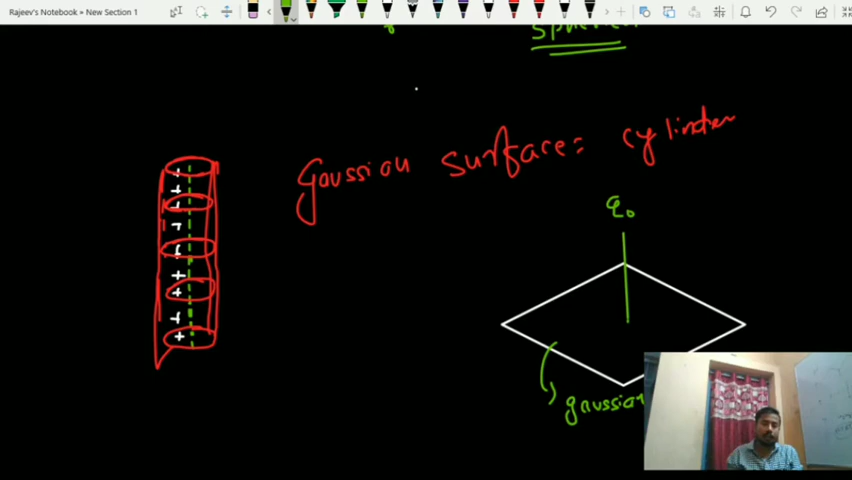 Rajeev's Notebook » New Section 1
Gaussian surface = cylinder
q₀
+
+
+
+
+
gaussian